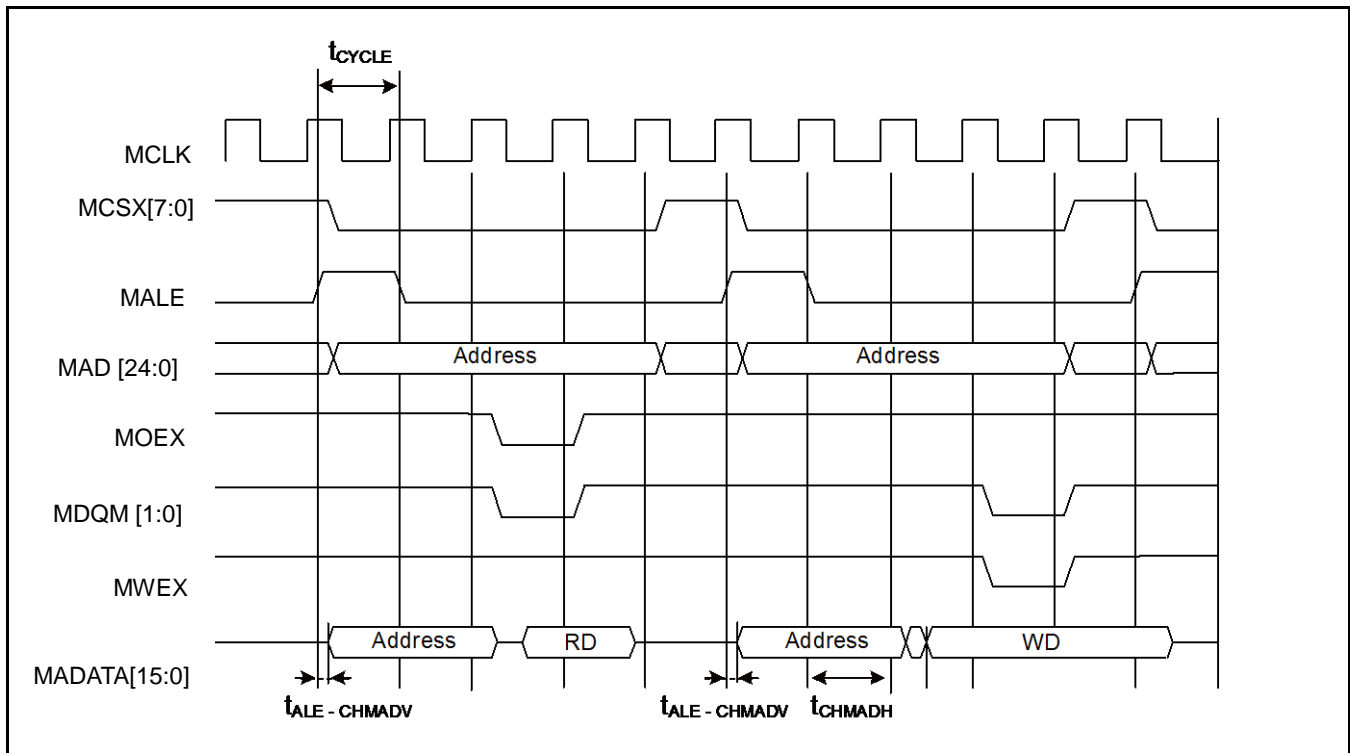 tCYCLE
MCLK
MCSX[7:0]
MALE
MAD [24:0]
Address
Address
MOEX
MDQM [1:0]
MWEX
MADATA[15:0]
Address
RD
Address
WD
tALE - CHMADV
tALE - CHMADV
tCHMADH